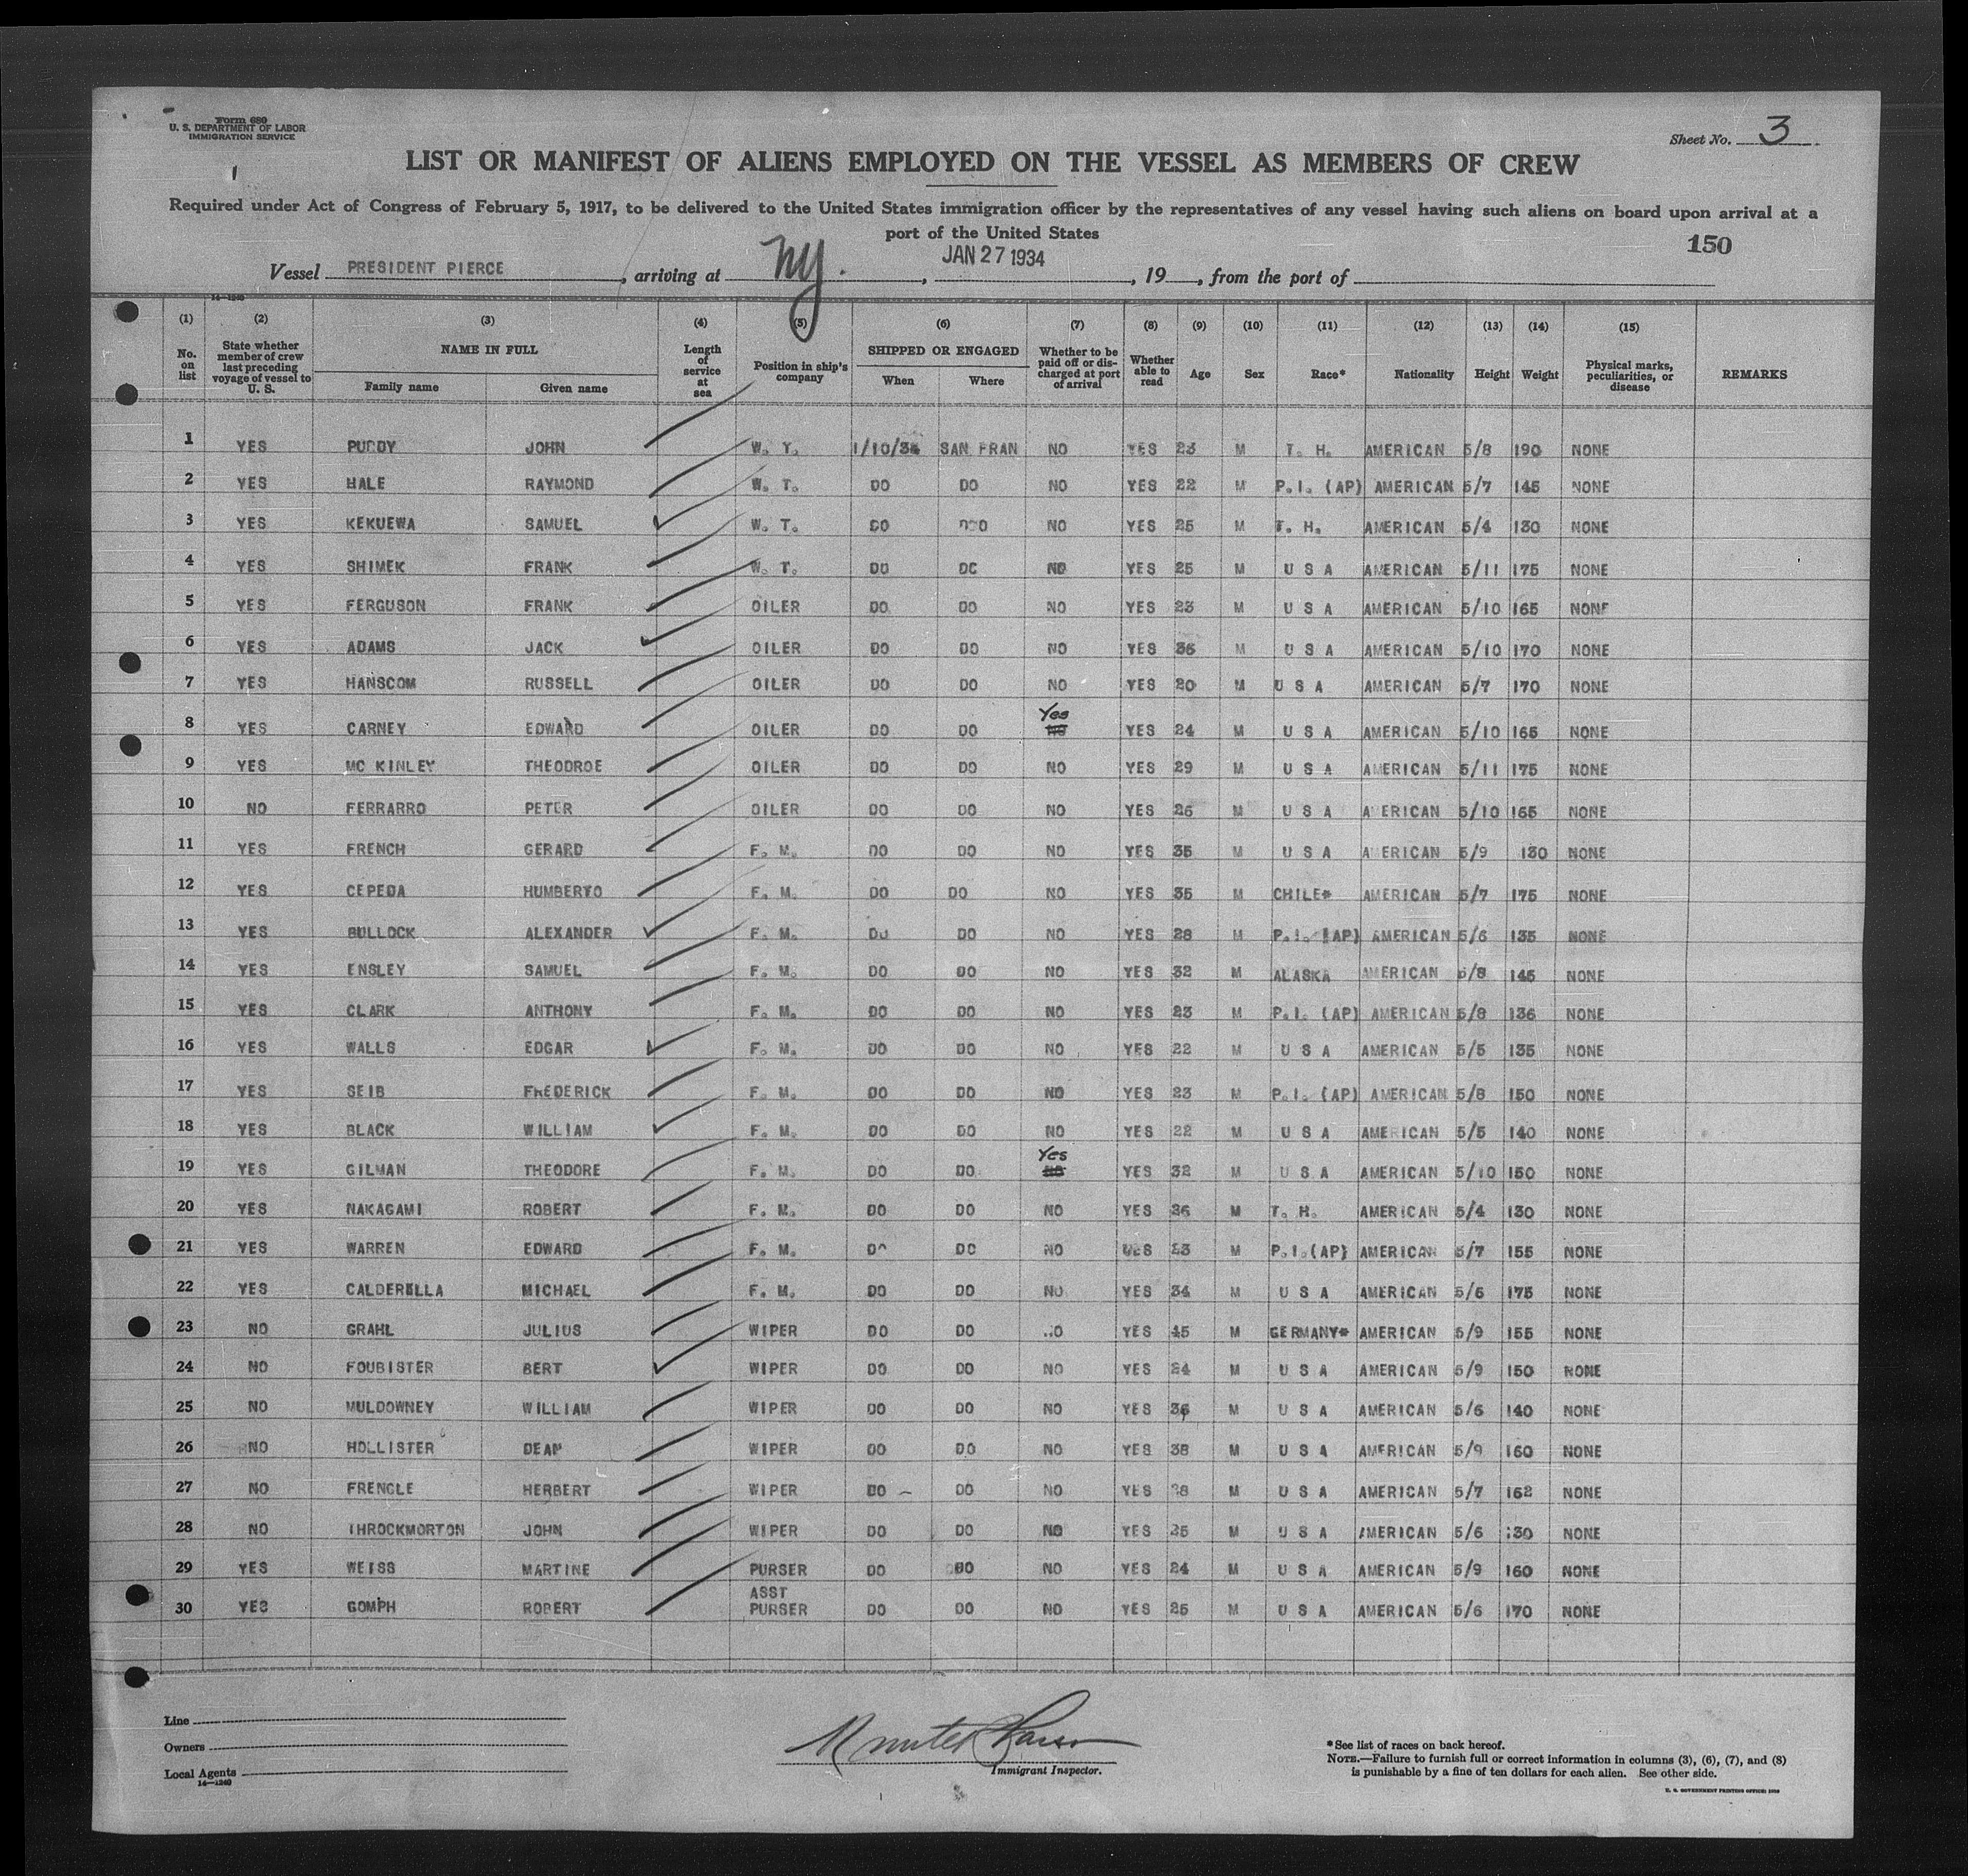 Form 680
U. S. DEPARTMENT OF LABOR
IMMIGRATION SERVICE
Sheet No. 3
LIST OR MANIFEST OF ALIENS EMPLOYED ON THE VESSEL AS MEMBERS OF CREW
Required under Act of Congress of February 5, 1917, to be delivered to the United States immigration officer by the representatives of any vessel having such aliens on board upon arrival at a
port of the United States
150
Vessel PRESIDENT PIERCE, arriving at NY., JAN 27 1934, 19, from the port of
14-1240
(1) (2) (3) (4) (5) (6) (7) (8) (9) (10) (11) (12) (13) (14) (15)
No. on list
State whether member of crew last preceding voyage of vessel to U. S.
NAME IN FULL
Family name Given name
Length of service at sea
Position in ship's company
SHIPPED OR ENGAGED
When Where
Whether to be paid off or discharged at port of arrival
Whether able to read
Age Sex Race* Nationality Height Weight
Physical marks, peculiarities, or disease
REMARKS
1 YES PURDY JOHN W. T. 1/10/34 SAN FRAN NO YES 23 M T. H. AMERICAN 5/8 190 NONE
2 YES HALE RAYMOND W. T. DO DO NO YES 22 M P.I. (AP) AMERICAN 5/7 145 NONE
3 YES KEKUEWA SAMUEL W. T. DO DO NO YES 25 M T. H. AMERICAN 5/4 130 NONE
4 YES SHIMEK FRANK W. T. DO DO NO YES 25 M U S A AMERICAN 5/11 175 NONE
5 YES FERGUSON FRANK OILER DO DO NO YES 23 M U S A AMERICAN 5/10 165 NONE
6 YES ADAMS JACK OILER DO DO NO YES 36 M U S A AMERICAN 5/10 170 NONE
7 YES HANSCOM RUSSELL OILER DO DO NO YES 20 M U S A AMERICAN 5/7 170 NONE
8 YES CARNEY EDWARD OILER DO DO Yes NO YES 24 M U S A AMERICAN 5/10 165 NONE
9 YES MC KINLEY THEODROE OILER DO DO NO YES 29 M U S A AMERICAN 5/11 175 NONE
10 NO FERRARRO PETER OILER DO DO NO YES 26 M U S A AMERICAN 5/10 165 NONE
11 YES FRENCH GERARD F. M. DO DO NO YES 35 M U S A AMERICAN 5/9 130 NONE
12 YES CEPEDA HUMBERTO F. M. DO DO NO YES 35 M CHILE* AMERICAN 5/7 175 NONE
13 YES BULLOCK ALEXANDER F. M. DO DO NO YES 28 M P.I. (AP) AMERICAN 5/6 135 NONE
14 YES ENSLEY SAMUEL F. M. DO DO NO YES 32 M ALASKA AMERICAN 5/8 145 NONE
15 YES CLARK ANTHONY F. M. DO DO NO YES 23 M P.I. (AP) AMERICAN 5/8 136 NONE
16 YES WALLS EDGAR F. M. DO DO NO YES 22 M U S A AMERICAN 5/5 135 NONE
17 YES SEIB FREDERICK F. M. DO DO NO YES 23 M P.I. (AP) AMERICAN 5/8 150 NONE
18 YES BLACK WILLIAM F. M. DO DO NO YES 22 M U S A AMERICAN 5/5 140 NONE
19 YES GILMAN THEODORE F. M. DO DO Yes NO YES 32 M U S A AMERICAN 5/10 150 NONE
20 YES NAKAGAMI ROBERT F. M. DO DO NO YES M T. H. AMERICAN 5/4 130 NONE
21 YES WARREN EDWARD F. M. DO DO NO M P.I.(AP) AMERICAN 5/7 155 NONE
22 YES CALDERELLA MICHAEL F. M. DO DO NO YES 34 M U S A AMERICAN 5/6 175 NONE
23 NO GRAHL JULIUS WIPER DO DO NO YES 45 M GERMANY* AMERICAN 5/9 155 NONE
24 NO FOUBISTER BERT WIPER DO DO NO YES 24 M U S A AMERICAN 5/9 150 NONE
25 NO MULDOWNEY WILLIAM WIPER DO DO NO YES 36 M U S A AMERICAN 5/6 140 NONE
26 NO HOLLISTER DEAN WIPER DO DO NO YES 38 M U S A AMERICAN 5/9 160 NONE
27 NO FRENGLE HERBERT WIPER DO DO NO YES M U S A AMERICAN 5/7 162 NONE
28 NO THROCKMORTON JOHN WIPER DO DO NO YES M U S A AMERICAN 5/6 130 NONE
29 YES WEISS MARTINE PURSER DO DO NO YES 24 M U S A AMERICAN 5/9 160 NONE
30 YES GOMPH ROBERT ASST PURSER DO DO NO YES 25 M U S A AMERICAN 5/6 170 NONE
Line
Owners
Local Agents
14-1240
Immigrant Inspector.
*See list of races on back hereof.
NOTE.—Failure to furnish full or correct information in columns (3), (6), (7), and (8)
is punishable by a fine of ten dollars for each alien. See other side.